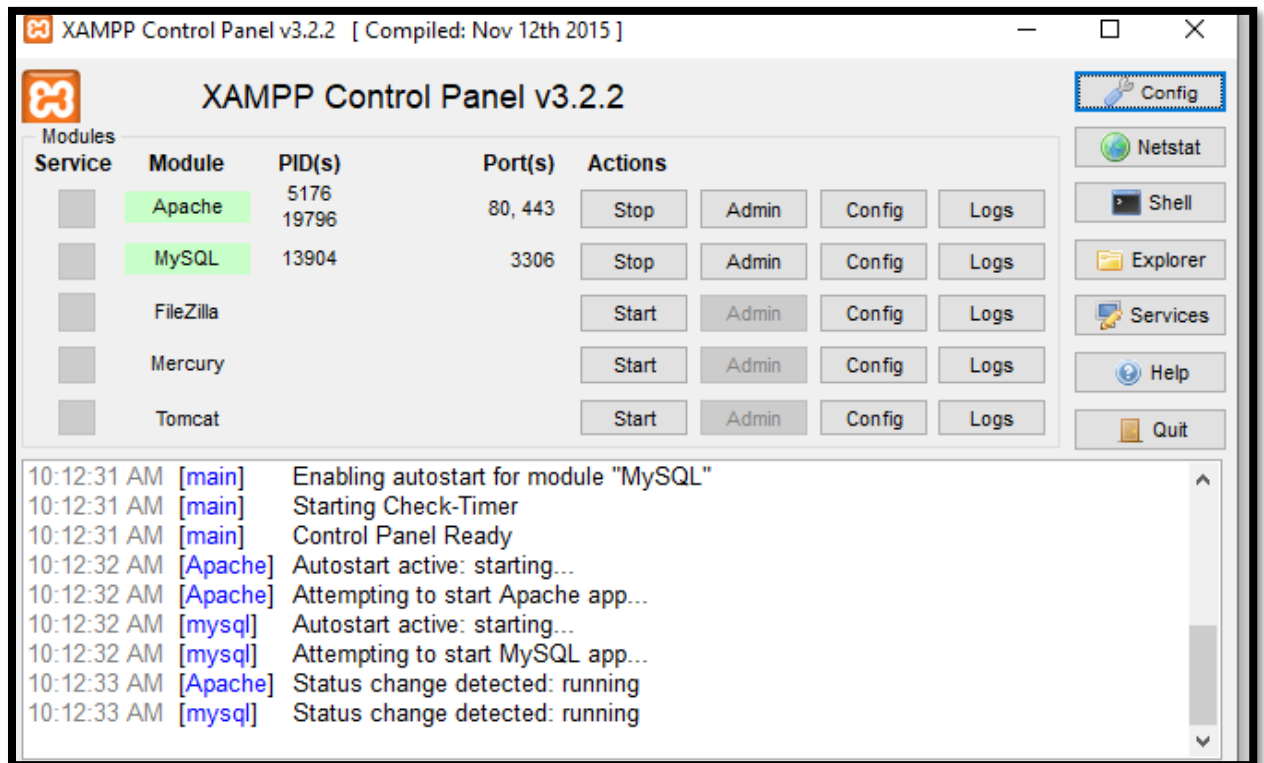 XAMPP Control Panel v3.2.2 [ Compiled: Nov 12th 2015 ]
XAMPP Control Panel v3.2.2
Config
Modules
Service Module PID(s) Port(s) Actions
Netstat
Apache 5176 19796 80, 443 Stop Admin Config Logs
Shell
MySQL 13904 3306 Stop Admin Config Logs
Explorer
FileZilla Start Admin Config Logs
Services
Mercury Start Admin Config Logs
Help
Tomcat Start Admin Config Logs
Quit
10:12:31 AM [main] Enabling autostart for module "MySQL"
10:12:31 AM [main] Starting Check-Timer
10:12:31 AM [main] Control Panel Ready
10:12:32 AM [Apache] Autostart active: starting...
10:12:32 AM [Apache] Attempting to start Apache app...
10:12:32 AM [mysql] Autostart active: starting...
10:12:32 AM [mysql] Attempting to start MySQL app...
10:12:33 AM [Apache] Status change detected: running
10:12:33 AM [mysql] Status change detected: running